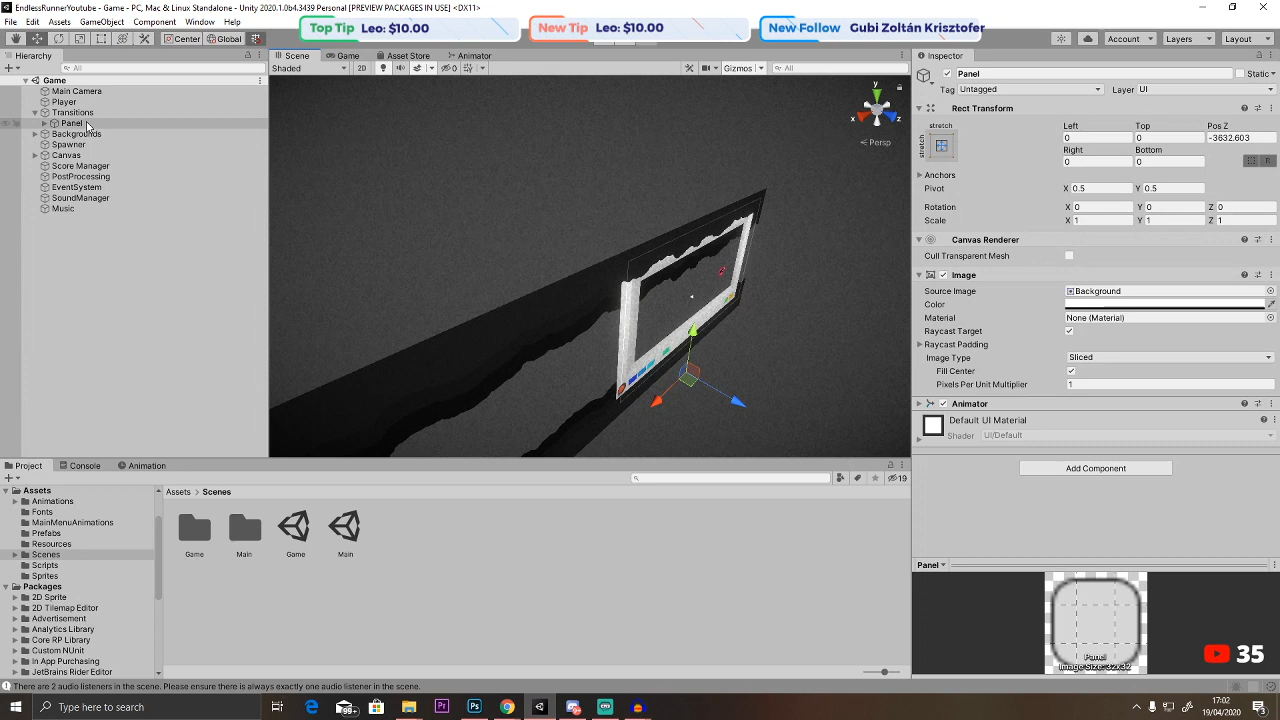 EndlessRunnerYoutube - Game - PC, Mac & Linux Standalone - Unity 2020.1.0b4.3439 Personal [PREVIEW PACKAGES IN USE] <DX11>
File Edit Assets GameObject Component Window Help
Top Tip Leo: $10.00
New Tip Leo: $10.00
New Follow Gubi Zoltán Krisztofer
Center Global
Account Layers Layout
Hierarchy
All
Game
Main Camera
Player
Transitions
Panel
Backgrounds
Spawner
Canvas
Score Manager
PostProcessing
EventSystem
SoundManager
Music
Scene Game Asset Store Animator
Shaded 2D 0 Gizmos All
y
x z
Persp
Inspector
Panel Static
Tag Untagged Layer UI
Rect Transform
stretch Left Top Pos Z
stretch 0 0 -3632.603
Right Bottom
0 0 R
Anchors
Pivot X 0.5 Y 0.5
Rotation X 0 Y 0 Z 0
Scale X 1 Y 1 Z 1
Canvas Renderer
Cull Transparent Mesh
Image
Source Image Background
Color
Material None (Material)
Raycast Target
Raycast Padding
Image Type Sliced
Fill Center
Pixels Per Unit Multiplier 1
Animator
Default UI Material
Shader UI/Default
Add Component
Panel
Panel
Image Size: 32x32
35
Project Console Animation
19
Assets
Animations
Fonts
MainMenuAnimations
Prefabs
Resources
Scenes
Scripts
Sprites
Packages
2D Sprite
2D Tilemap Editor
Advertisement
Analytics Library
Core RP Library
Custom NUnit
In App Purchasing
JetBrains Rider Editor
Assets > Scenes
Game Main Game Main
There are 2 audio listeners in the scene. Please ensure there is always exactly one audio listener in the scene.
Type here to search
99+
Pr
Ps
17:02
19/04/2020